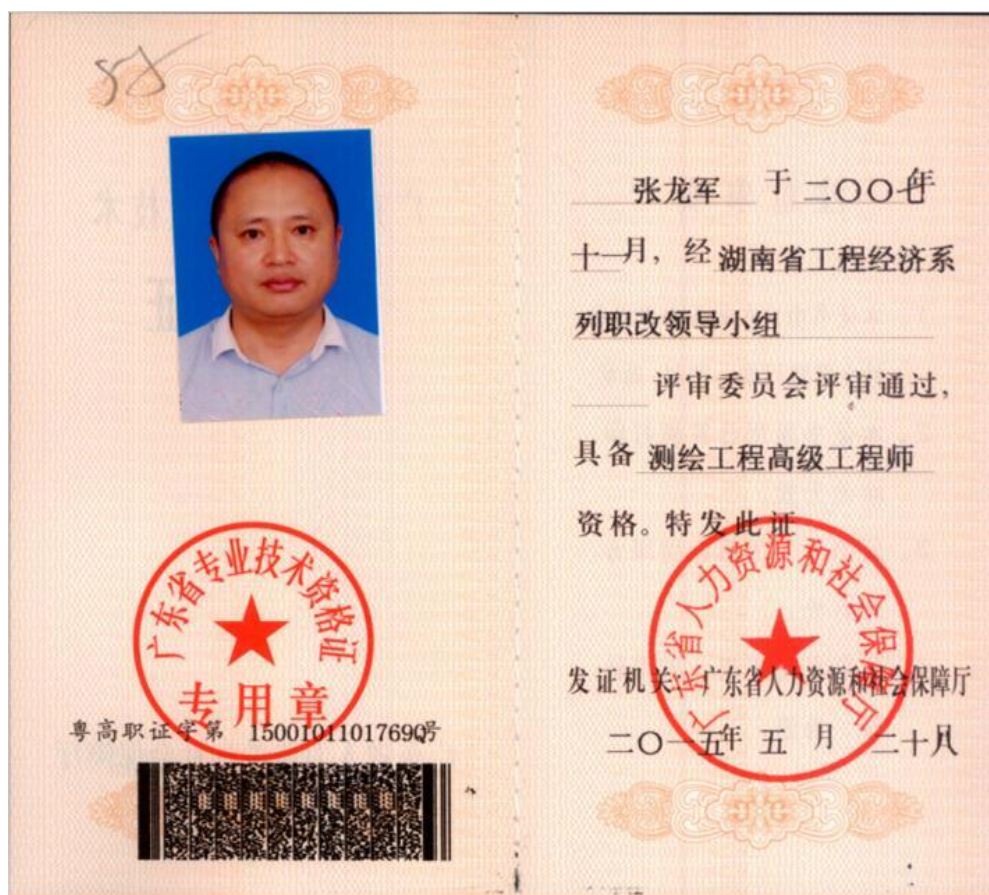 广东省专业技术资格证
专用章
粤高职证字第 1500101101769号
张龙军 于 二〇〇七年
十一月，经 湖南省工程经济系
列职改领导小组
评审委员会评审通过，
具备 测绘工程高级工程师
资格。特发此证
广东省人力资源和社会保障厅
发证机关：广东省人力资源和社会保障厅
二〇一五年 五 月 二十八